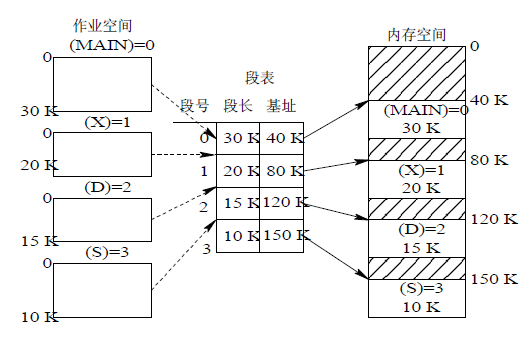 作业空间
(MAIN)=0
0
30 K
(X)=1
0
20 K
(D)=2
0
15 K
(S)=3
0
10 K
段表
段号 段长 基址
0 30 K 40 K
1 20 K 80 K
2 15 K 120 K
3 10 K 150 K
内存空间
0
40 K
(MAIN)=0
30 K
80 K
(X)=1
20 K
120 K
(D)=2
15 K
150 K
(S)=3
10 K